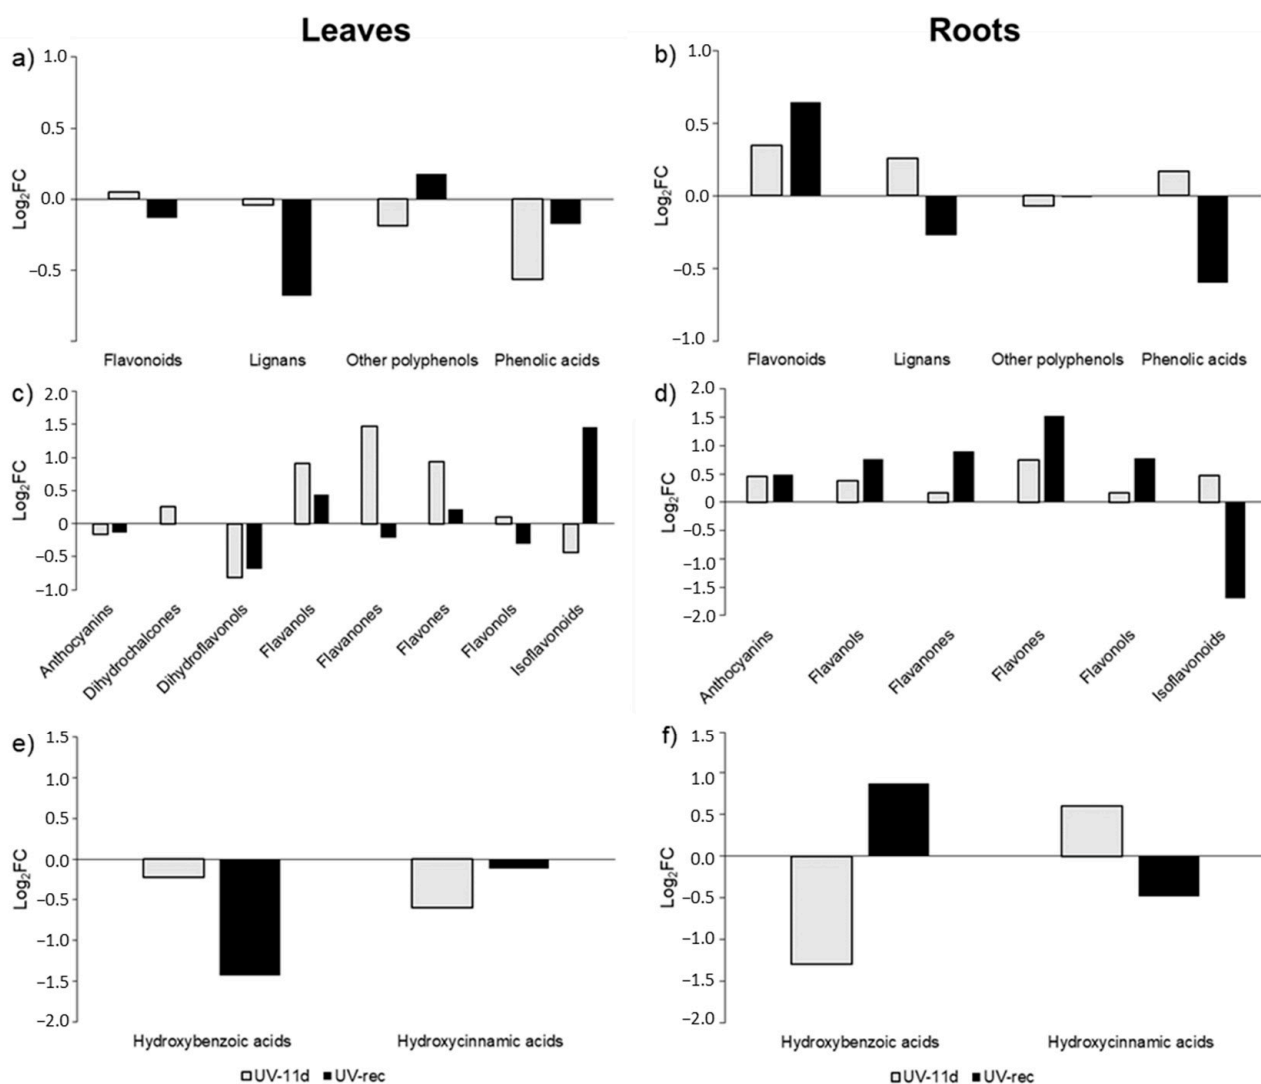 Leaves
Roots
a)
1.0
0.5
0.0
−0.5
Log2FC
Flavonoids Lignans Other polyphenols Phenolic acids
b)
1.0
0.5
0.0
−0.5
−1.0
Log2FC
Flavonoids Lignans Other polyphenols Phenolic acids
c)
2.0
1.5
1.0
0.5
0
−0.5
−1.0
Log2FC
Anthocyanins Dihydrochalcones Dihydroflavonols Flavanols Flavanones Flavones Flavonols Isoflavonoids
d)
2.0
1.5
1.0
0.5
0
−0.5
−1.0
−1.5
−2.0
Log2FC
Anthocyanins Flavanols Flavanones Flavones Flavonols Isoflavonoids
e)
1.5
1.0
0.5
0.0
−0.5
−1.0
−1.5
−2.0
Log2FC
Hydroxybenzoic acids Hydroxycinnamic acids
UV-11d UV-rec
f)
1.5
1.0
0.5
0.0
−0.5
−1.0
−1.5
−2.0
Log2FC
Hydroxybenzoic acids Hydroxycinnamic acids
UV-11d UV-rec